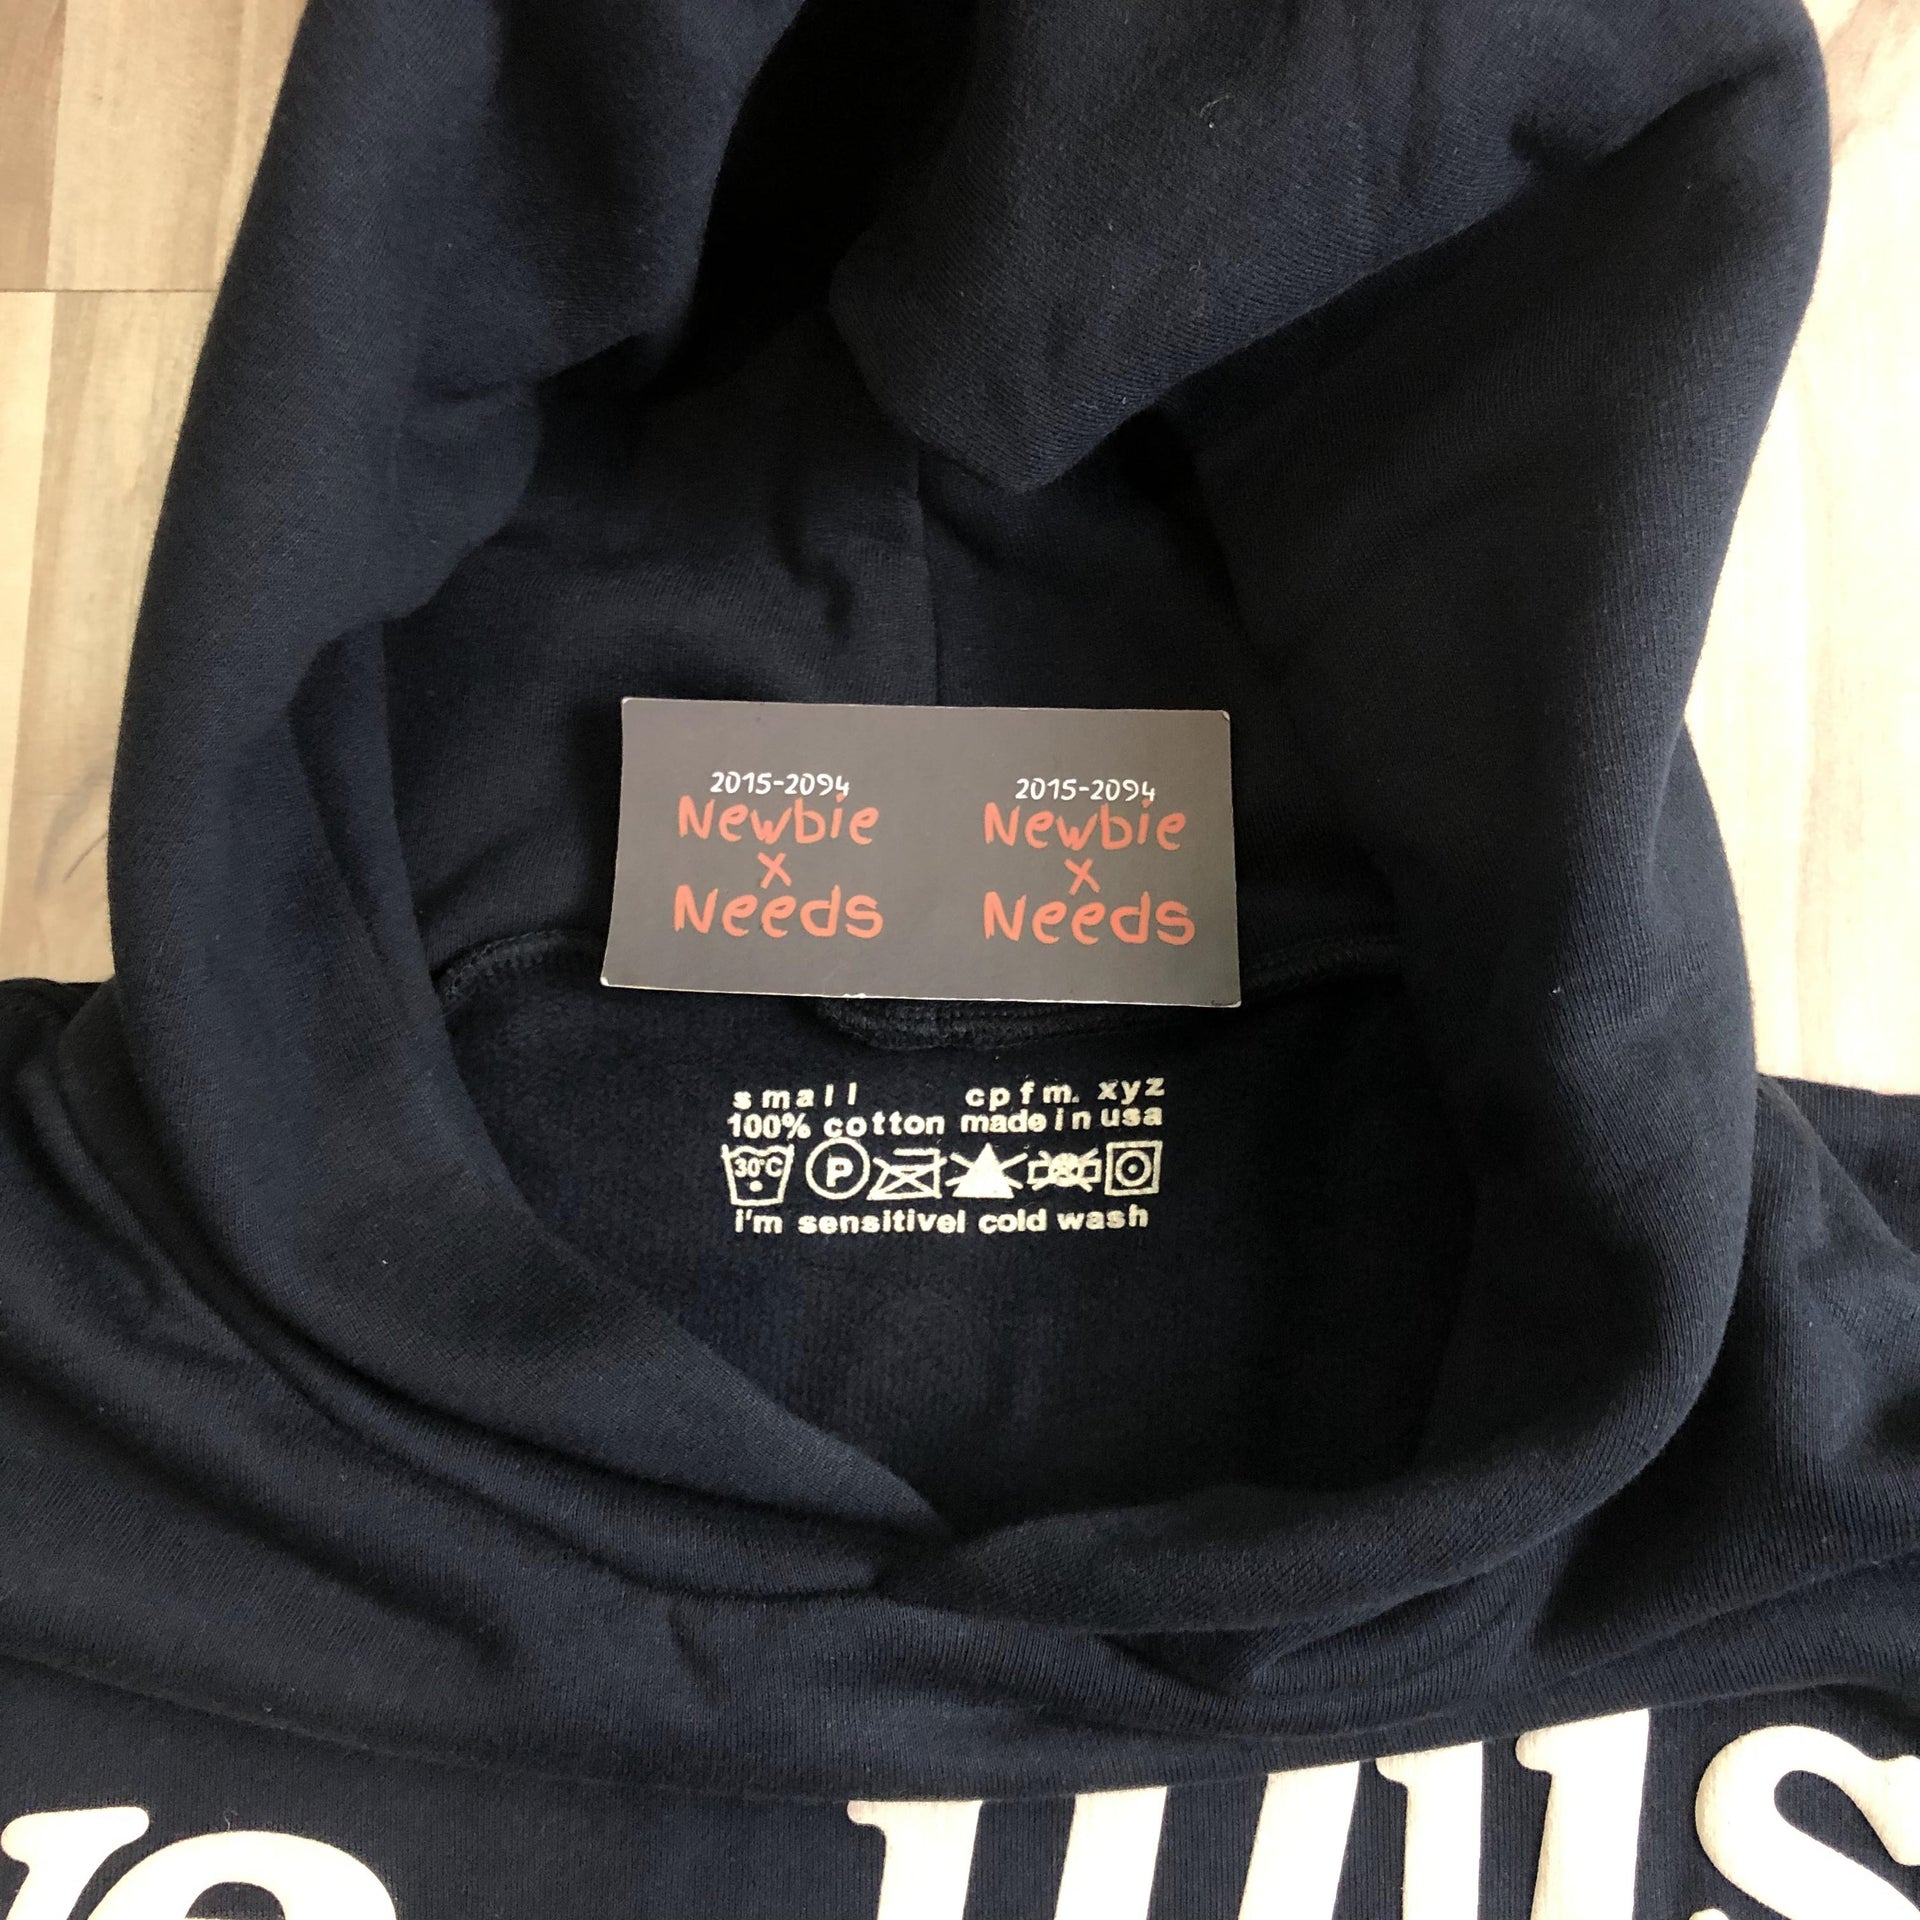 2015-2094
Newbie
x
Needs
2015-2094
Newbie
x
Needs
small cpfm. xyz
100% cotton made in usa
30°C P
i'm sensitive! cold wash